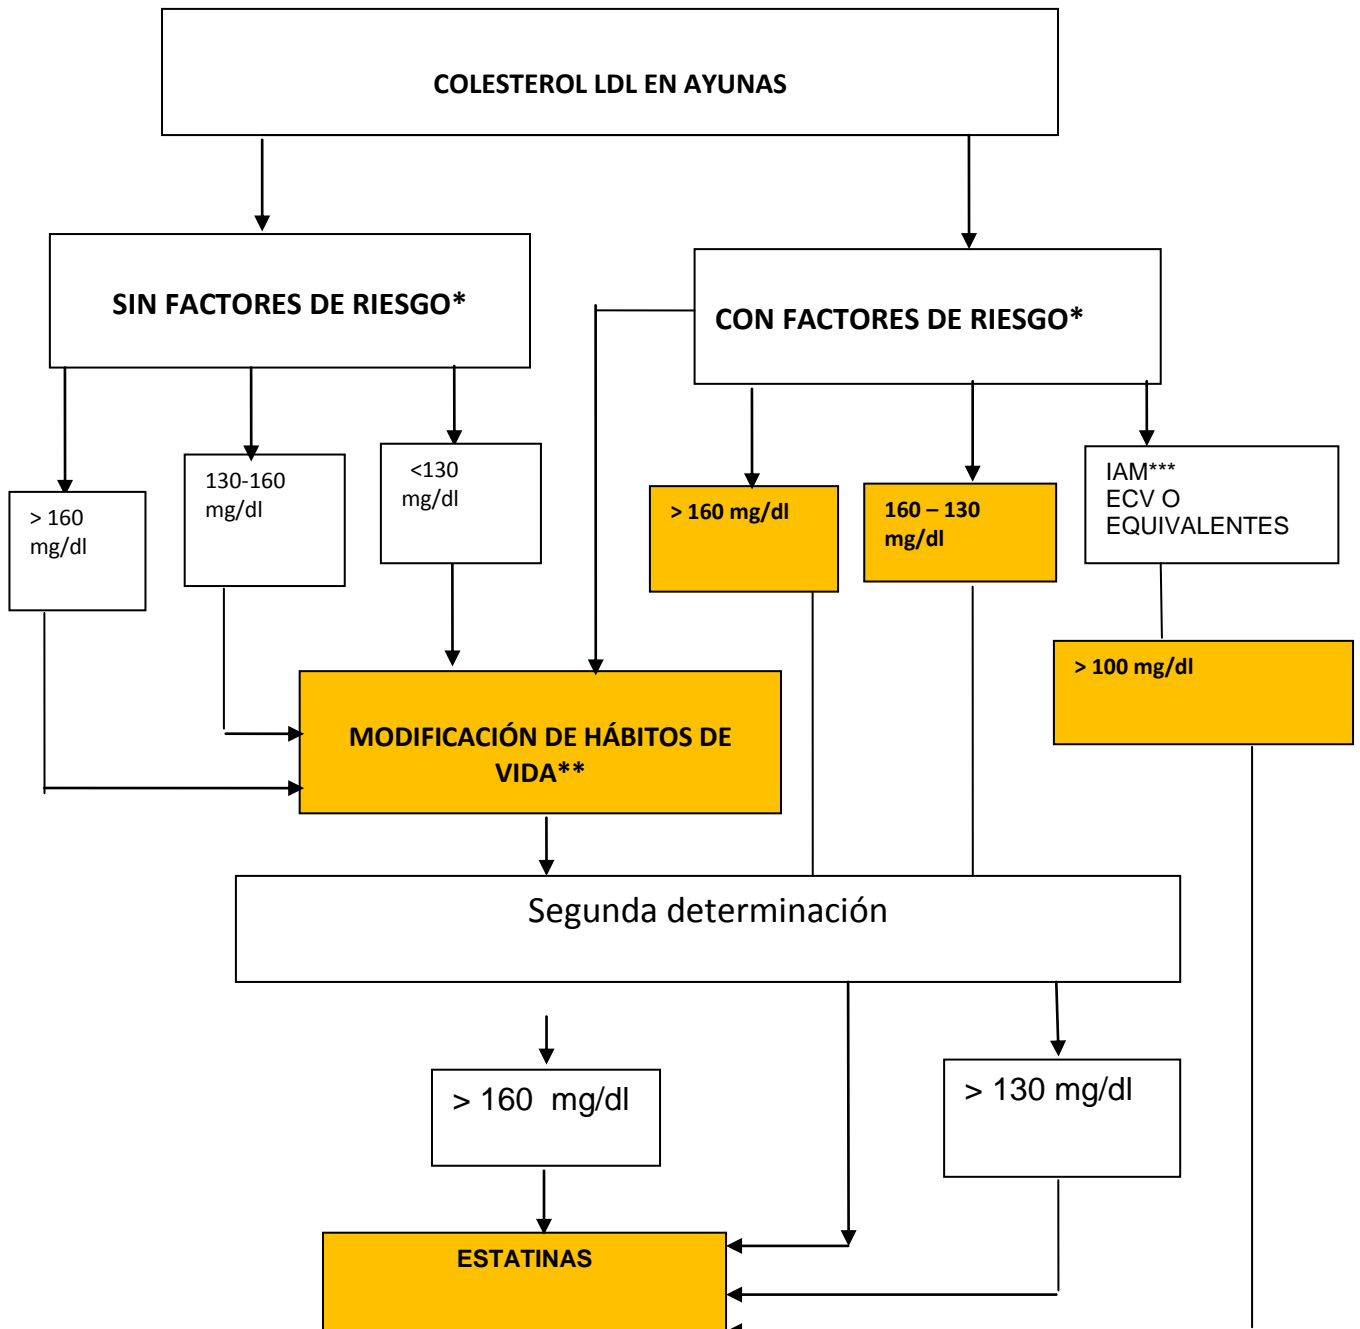 COLESTEROL LDL EN AYUNAS
SIN FACTORES DE RIESGO*
CON FACTORES DE RIESGO*
> 160
mg/dl
130-160
mg/dl
<130
mg/dl
> 160 mg/dl
160 – 130
mg/dl
IAM***
ECV O
EQUIVALENTES
> 100 mg/dl
MODIFICACIÓN DE HÁBITOS DE
VIDA**
Segunda determinación
> 160 mg/dl
> 130 mg/dl
ESTATINAS